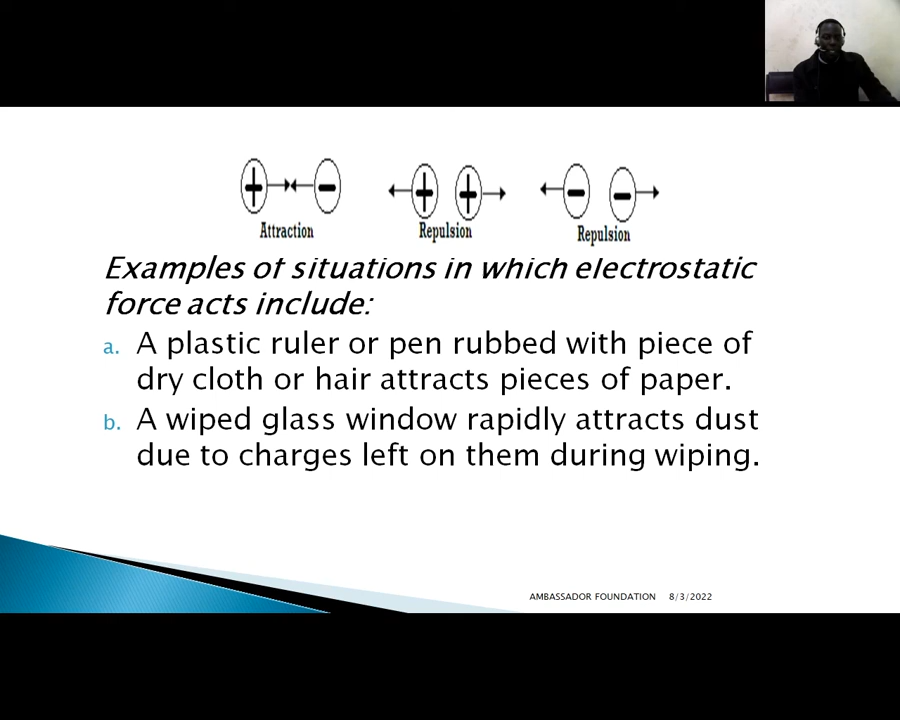 Attraction
Repulsion
Repulsion
Examples of situations in which electrostatic
force acts include:
a. A plastic ruler or pen rubbed with piece of
dry cloth or hair attracts pieces of paper.
b. A wiped glass window rapidly attracts dust
due to charges left on them during wiping.
AMBASSADOR FOUNDATION 8/3/2022